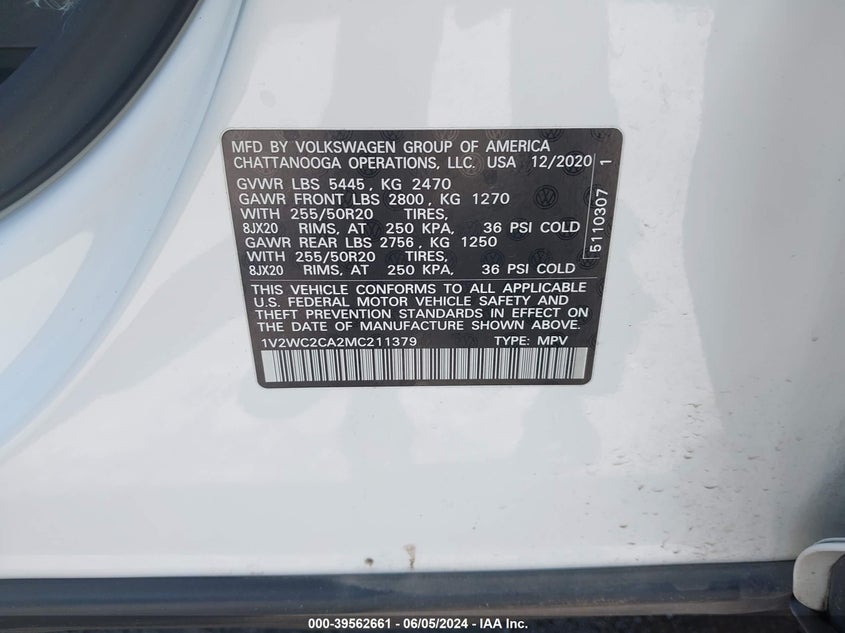 MFD BY VOLKSWAGEN GROUP OF AMERICA
CHATTANOOGA OPERATIONS, LLC. USA 12/2020
GVWR LBS 5445, KG 2470
GAWR FRONT LBS 2800, KG 1270
WITH 255/50R20 TIRES,
8JX20 RIMS, AT 250 KPA, 36 PSI COLD
GAWR REAR LBS 2756, KG 1250
WITH 255/50R20 TIRES,
8JX20 RIMS, AT 250 KPA, 36 PSI COLD
THIS VEHICLE CONFORMS TO ALL APPLICABLE
U.S. FEDERAL MOTOR VEHICLE SAFETY AND
THEFT PREVENTION STANDARDS IN EFFECT ON
THE DATE OF MANUFACTURE SHOWN ABOVE.
1V2WC2CA2MC211379 TYPE: MPV
5110307 1
000-39562661 - 06/05/2024 - IAA Inc.